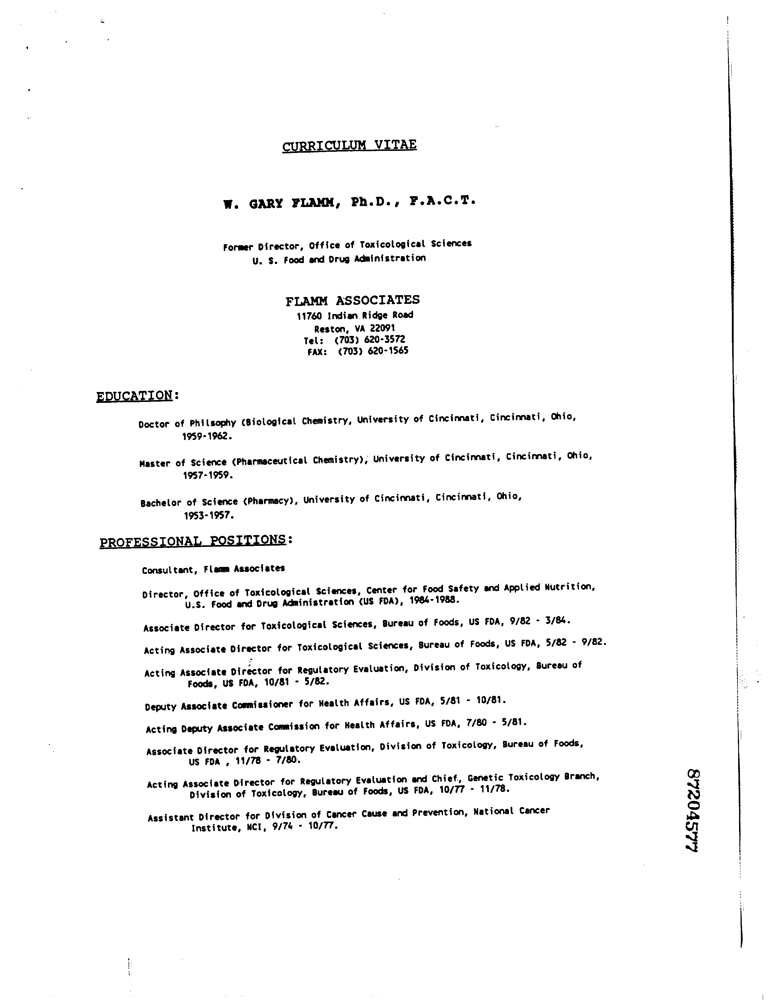 CURRICULUM VITAE
W. GARY FLAMM, Ph.D., F.A.C.T.
Former Director, Office of Toxicological Sciences
U. S. Food and Drug Administration
FLAMM ASSOCIATES
11760 Indian Ridge Road
Reston, VA 22091
Tel: (703) 620-3572
FAX: (703) 620-1565
EDUCATION:
Doctor of Philsophy (Biological Chemistry, University of Cincinnati, Cincinnati, Ohio,
1959-1962.
Master of Science (Pharmaceutical Chemistry), University of Cincinnati, Cincinnati, Ohio,
1957-1959.
Bachelor of Science (Pharmacy), University of Cincinnati, Cincinnati, Ohio,
1953-1957.
PROFESSIONAL POSITIONS:
Consultant, Flamm Associates
Director, Office of Toxicological Sciences, Center for Food Safety and Applied Nutrition,
U.S. Food and Drug Administration (US FDA), 1984-1988.
Associate Director for Toxicological Sciences, Bureau of Foods, US FDA, 9/82 - 3/84.
Acting Associate Director for Toxicological Sciences, Bureau of Foods, US FDA, 5/82 - 9/82.
Acting Associate Director for Regulatory Evaluation, Division of Toxicology, Bureau of
Foods, US FDA, 10/81 - 5/82.
Deputy Associate Commissioner for Health Affairs, US FDA, 5/81 - 10/81.
Acting Deputy Associate Commission for Health Affairs, US FDA, 7/80 - 5/81.
Associate Director for Regulatory Evaluation, Division of Toxicology, Bureau of Foods,
US FDA , 11/78 - 7/80.
Acting Associate Director for Regulatory Evaluation and Chief, Genetic Toxicology Branch,
Division of Toxicology, Bureau of Foods, US FDA, 10/77 - 11/78.
Assistant Director for Division of Cancer Cause and Prevention, National Cancer
Institute, NCI, 9/74 - 10/77.
87204577